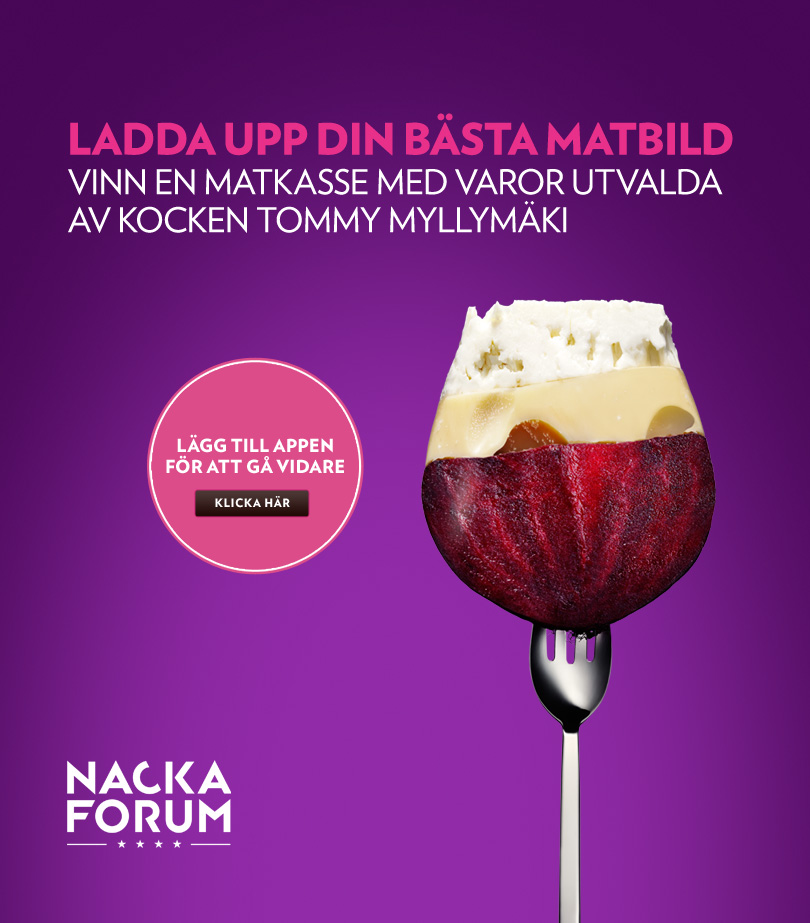 LADDA UPP DIN BÄSTA MATBILD
VINN EN MATKASSE MED VAROR UTVALDA
AV KOCKEN TOMMY MYLLYMÄKI
LÄGG TILL APPEN
FÖR ATT GÅ VIDARE
KLICKA HÄR
NACKA
FORUM